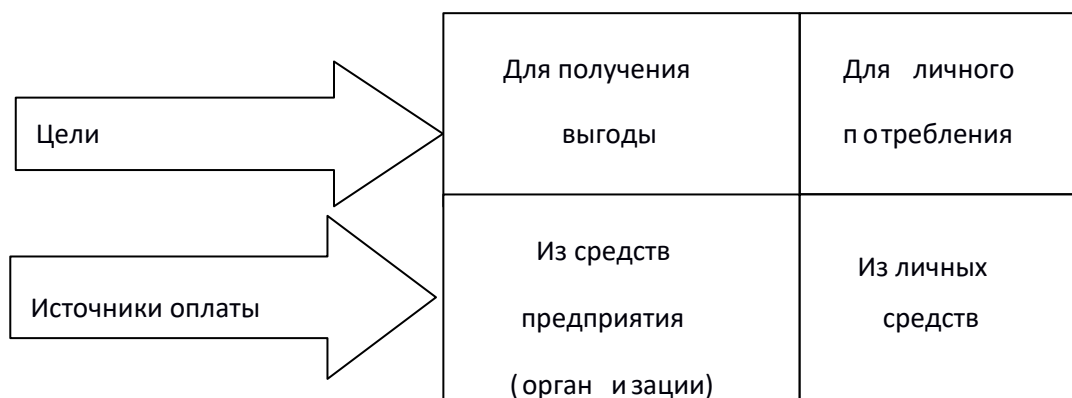 Цели
Для получения
выгоды
Для личного
потребления
Источники оплаты
Из средств
предприятия
(организации)
Из личных
средств